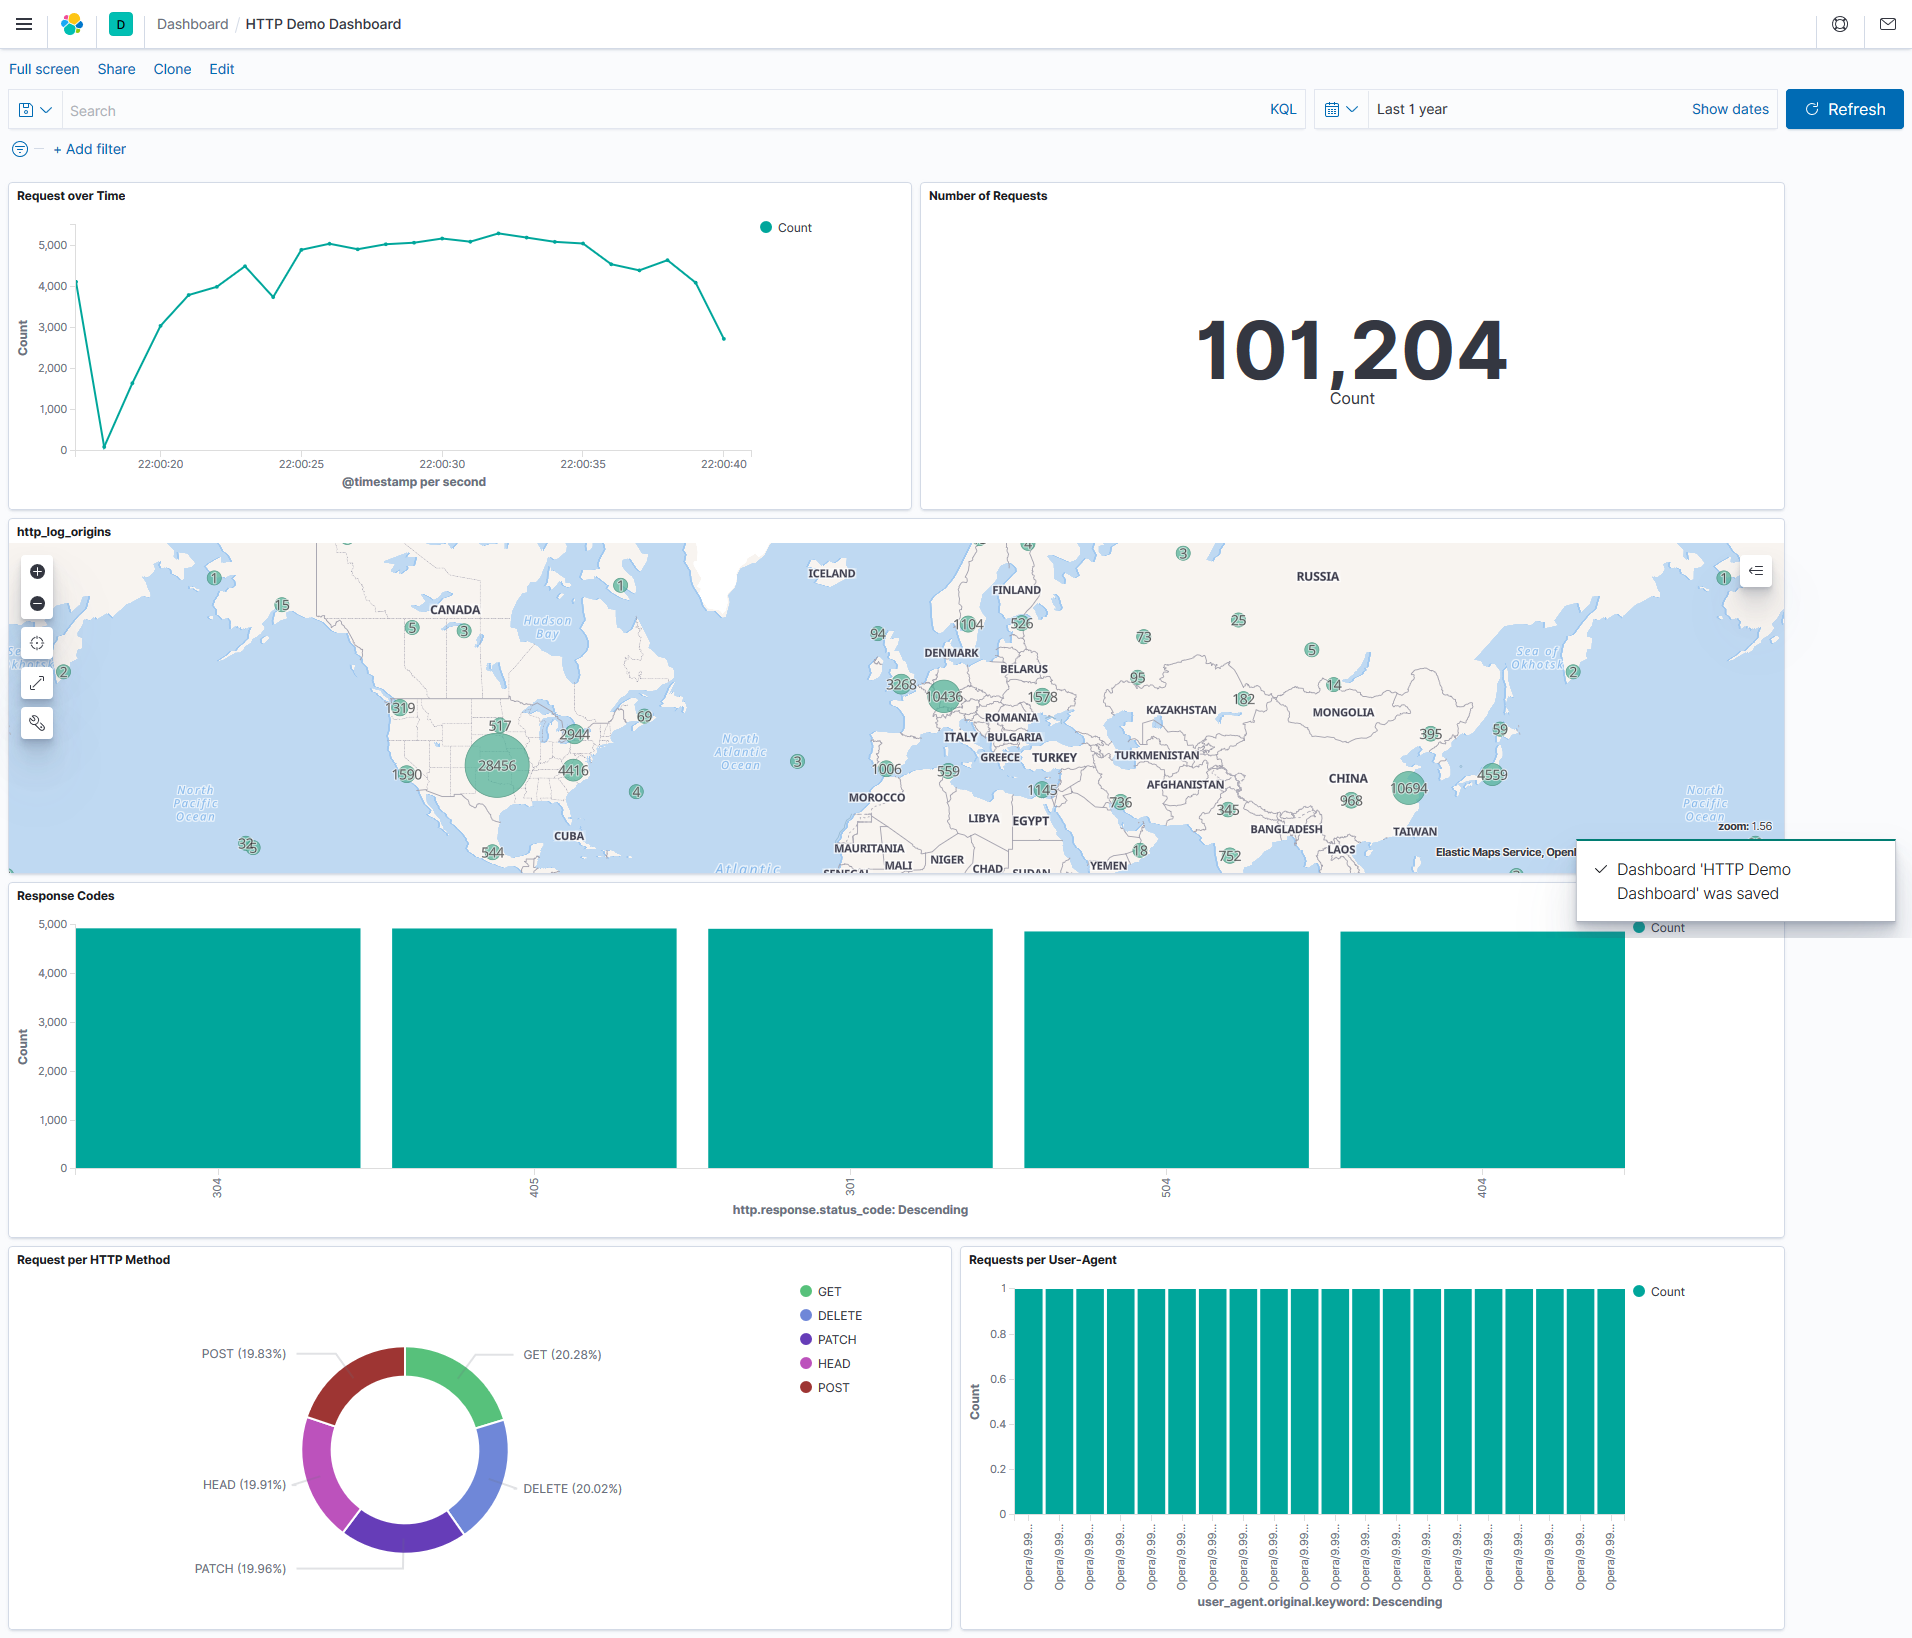 D
Dashboard / HTTP Demo Dashboard
Full screen Share Clone Edit
Search KQL Last 1 year Show dates Refresh
+ Add filter
Request over Time
Count
5,000
4,000
3,000
2,000
1,000
0
Count
22:00:20 22:00:25 22:00:30 22:00:35 22:00:40
@timestamp per second
Number of Requests
101,204
Count
http_log_origins
ICELAND
RUSSIA
FINLAND
CANADA
Hudson
Bay
DENMARK
BELARUS
Sea of
Okhotsk
KAZAKHSTAN
MONGOLIA
ROMANIA
ITALY BULGARIA
GREECE TURKEY
TURKMENISTAN
AFGHANISTAN
CHINA
North
Atlantic
Ocean
North
Pacific
Ocean
North
Pacific
Ocean
MOROCCO
LIBYA EGYPT
BANGLADESH
TAIWAN
CUBA
MAURITANIA
MALI
NIGER
CHAD
SUDAN
SENEGAL
YEMEN
LAOS
Atlantic
1
15
5
3
1
2
94
1104
526
4
3
73
25
5
1
3268
10436
1578
95
182
14
2
1319
517
2944
69
395
59
1590
28456
4416
3
4
1006
559
1145
736
345
968
10694
4559
32
5
544
18
752
zoom: 1.56
Elastic Maps Service, Open
Dashboard 'HTTP Demo
Dashboard' was saved
Response Codes
Count
5,000
4,000
3,000
2,000
1,000
0
Count
304 405 301 504 404
http.response.status_code: Descending
Request per HTTP Method
GET
DELETE
PATCH
HEAD
POST
POST (19.83%)
GET (20.28%)
HEAD (19.91%)
DELETE (20.02%)
PATCH (19.96%)
Requests per User-Agent
Count
1
0.8
0.6
0.4
0.2
0
Count
Opera/9.99... Opera/9.99... Opera/9.99... Opera/9.99... Opera/9.99... Opera/9.99... Opera/9.99... Opera/9.99... Opera/9.99... Opera/9.99... Opera/9.99... Opera/9.99... Opera/9.99... Opera/9.99... Opera/9.99... Opera/9.99... Opera/9.99... Opera/9.99... Opera/9.99... Opera/9.99...
user_agent.original.keyword: Descending